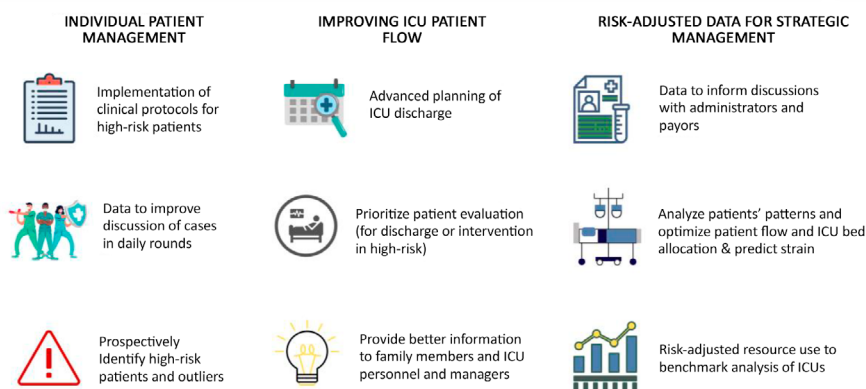 INDIVIDUAL PATIENT
MANAGEMENT
Implementation of
clinical protocols for
high-risk patients
Data to improve
discussion of cases
in daily rounds
Prospectively
Identify high-risk
patients and outliers
IMPROVING ICU PATIENT
FLOW
Advanced planning of
ICU discharge
Prioritize patient evaluation
(for discharge or intervention
in high-risk)
Provide better information
to family members and ICU
personnel and managers
RISK-ADJUSTED DATA FOR STRATEGIC
MANAGEMENT
Data to inform discussions
with administrators and
payors
Analyze patients’ patterns and
optimize patient flow and ICU bed
allocation & predict strain
Risk-adjusted resource use to
benchmark analysis of ICUs